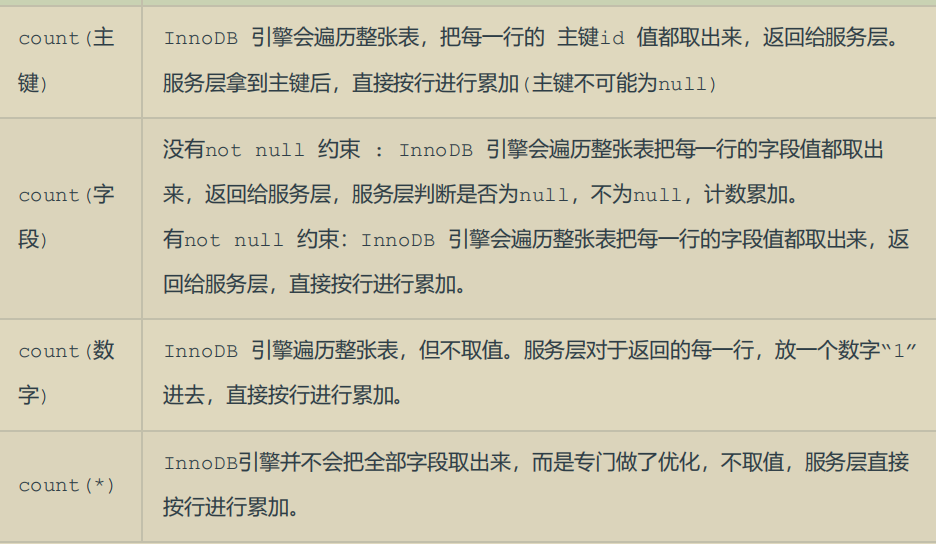 count(主
键)
InnoDB 引擎会遍历整张表，把每一行的 主键id 值都取出来，返回给服务层。
服务层拿到主键后，直接按行进行累加(主键不可能为null)
count(字
段)
没有not null 约束 : InnoDB 引擎会遍历整张表把每一行的字段值都取出
来，返回给服务层，服务层判断是否为null，不为null，计数累加。
有not null 约束：InnoDB 引擎会遍历整张表把每一行的字段值都取出来，返
回给服务层，直接按行进行累加。
count(数
字)
InnoDB 引擎遍历整张表，但不取值。服务层对于返回的每一行，放一个数字“1”
进去，直接按行进行累加。
count(*)
InnoDB引擎并不会把全部字段取出来，而是专门做了优化，不取值，服务层直接
按行进行累加。